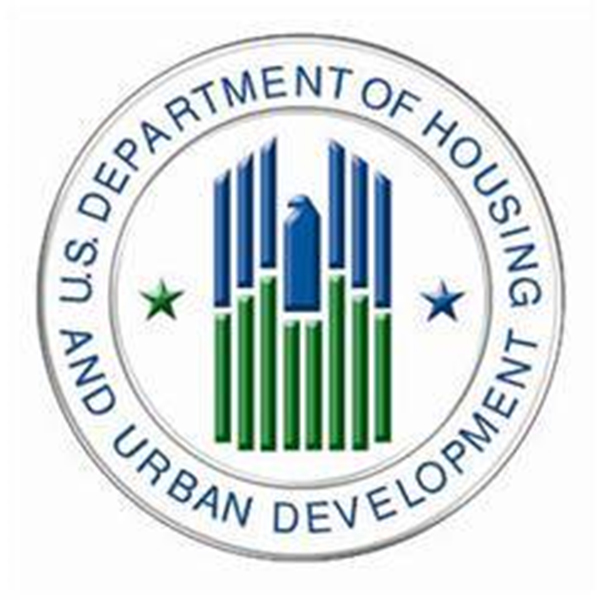 U.S. DEPARTMENT OF HOUSING
AND URBAN DEVELOPMENT